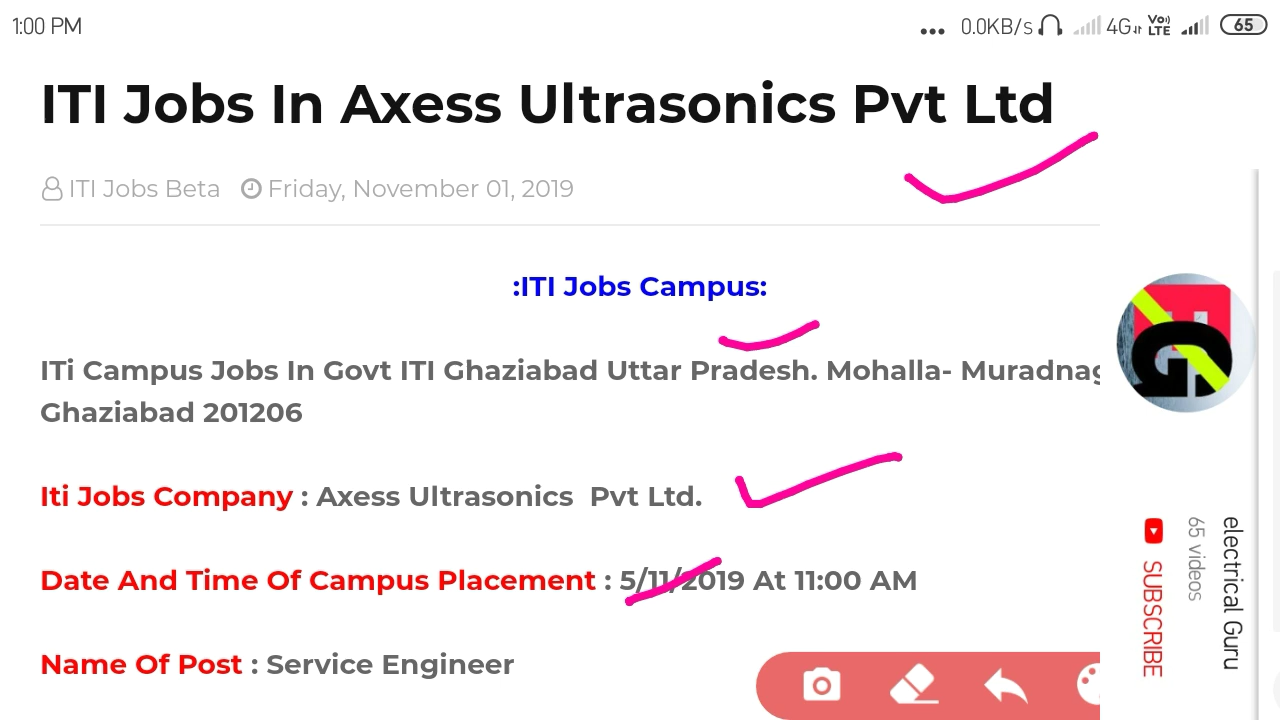 1:00 PM
0.0KB/s 4G Vo) LTE 65
ITI Jobs In Axess Ultrasonics Pvt Ltd
ITI Jobs Beta Friday, November 01, 2019
:ITI Jobs Campus:
ITi Campus Jobs In Govt ITI Ghaziabad Uttar Pradesh. Mohalla- Muradnag
Ghaziabad 201206
Iti Jobs Company : Axess Ultrasonics Pvt Ltd.
Date And Time Of Campus Placement : 5/11/2019 At 11:00 AM
Name Of Post : Service Engineer
electrical Guru
65 videos
SUBSCRIBE